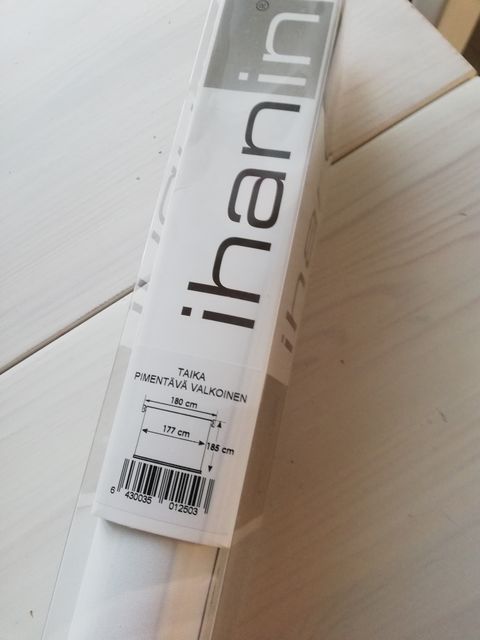 ihanin®
TAIKA
PIMENTÄVÄ VALKOINEN
180 cm
177 cm
185 cm
6 430035 012503